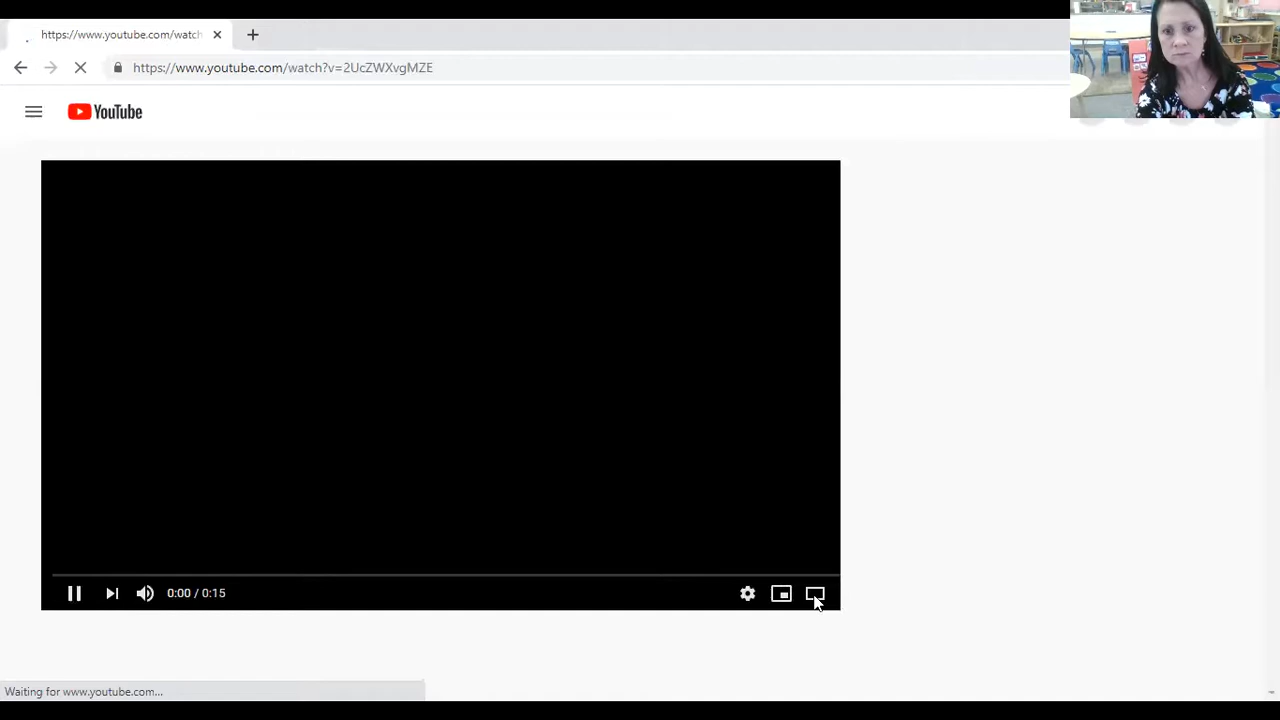 https://www.youtube.com/watch
https://www.youtube.com/watch?v=2UcZWXvgMZE
YouTube
0:00 / 0:15
Waiting for www.youtube.com...